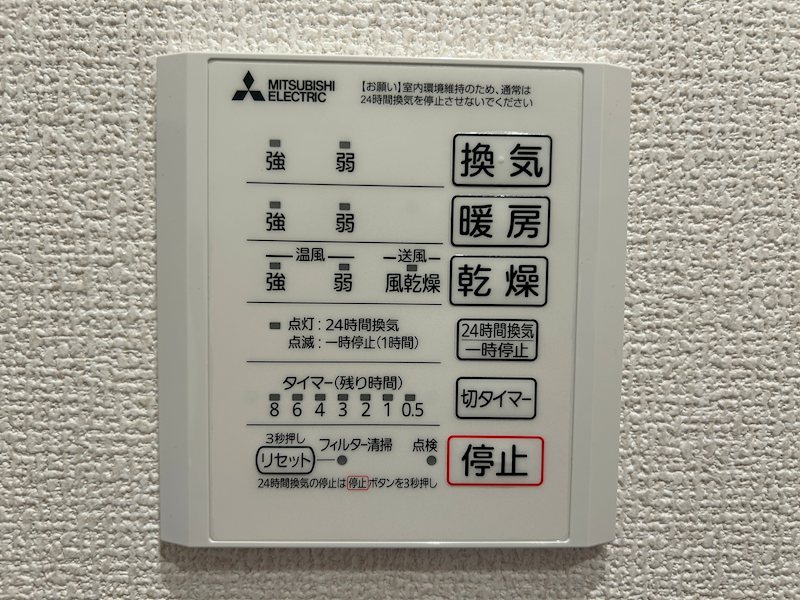 MITSUBISHI
ELECTRIC
【お願い】室内環境維持のため、通常は
24時間換気を停止させないでください
強 弱 換気
強 弱 暖房
温風 送風
強 弱 風乾燥 乾燥
点灯：24時間換気
点滅：一時停止(1時間)
24時間換気
一時停止
タイマー(残り時間)
8 6 4 3 2 1 0.5
切タイマー
3秒押し
リセット フィルター清掃 点検
停止
24時間換気の停止は停止ボタンを3秒押し